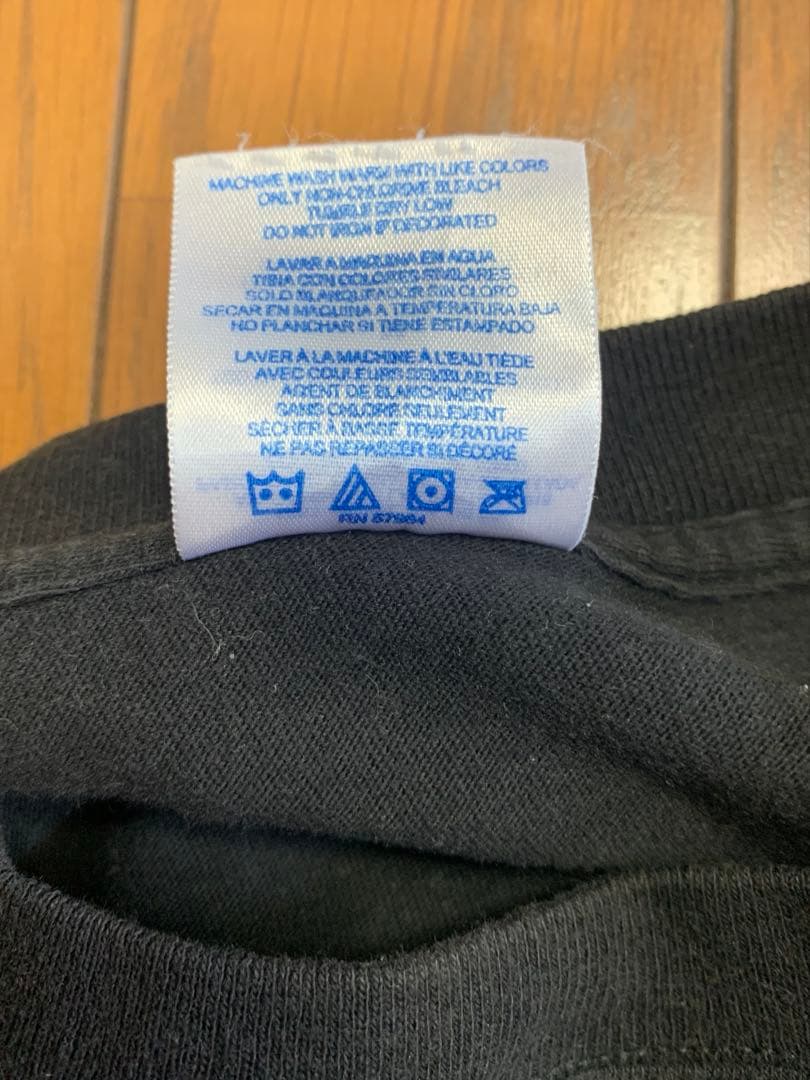 MACHINE WASH WARM WITH LIKE COLORS
ONLY NON-CHLORINE BLEACH
TUMBLE DRY LOW
DO NOT IRON IF DECORATED
LAVAR A MAQUINA EN AGUA
TIBIA CON COLORES SIMILARES
SOLO BLANQUEADOR SIN CLORO
SECAR EN MAQUINA A TEMPERATURA BAJA
NO PLANCHAR SI TIENE ESTAMPADO
LAVER À LA MACHINE À L'EAU TIÈDE
AVEC COULEURS SEMBLABLES
AGENT DE BLANCHIMENT
SANS CHLORE SEULEMENT
SÉCHER À BASSE TEMPÉRATURE
NE PAS REPASSER SI DÉCORÉ
RN